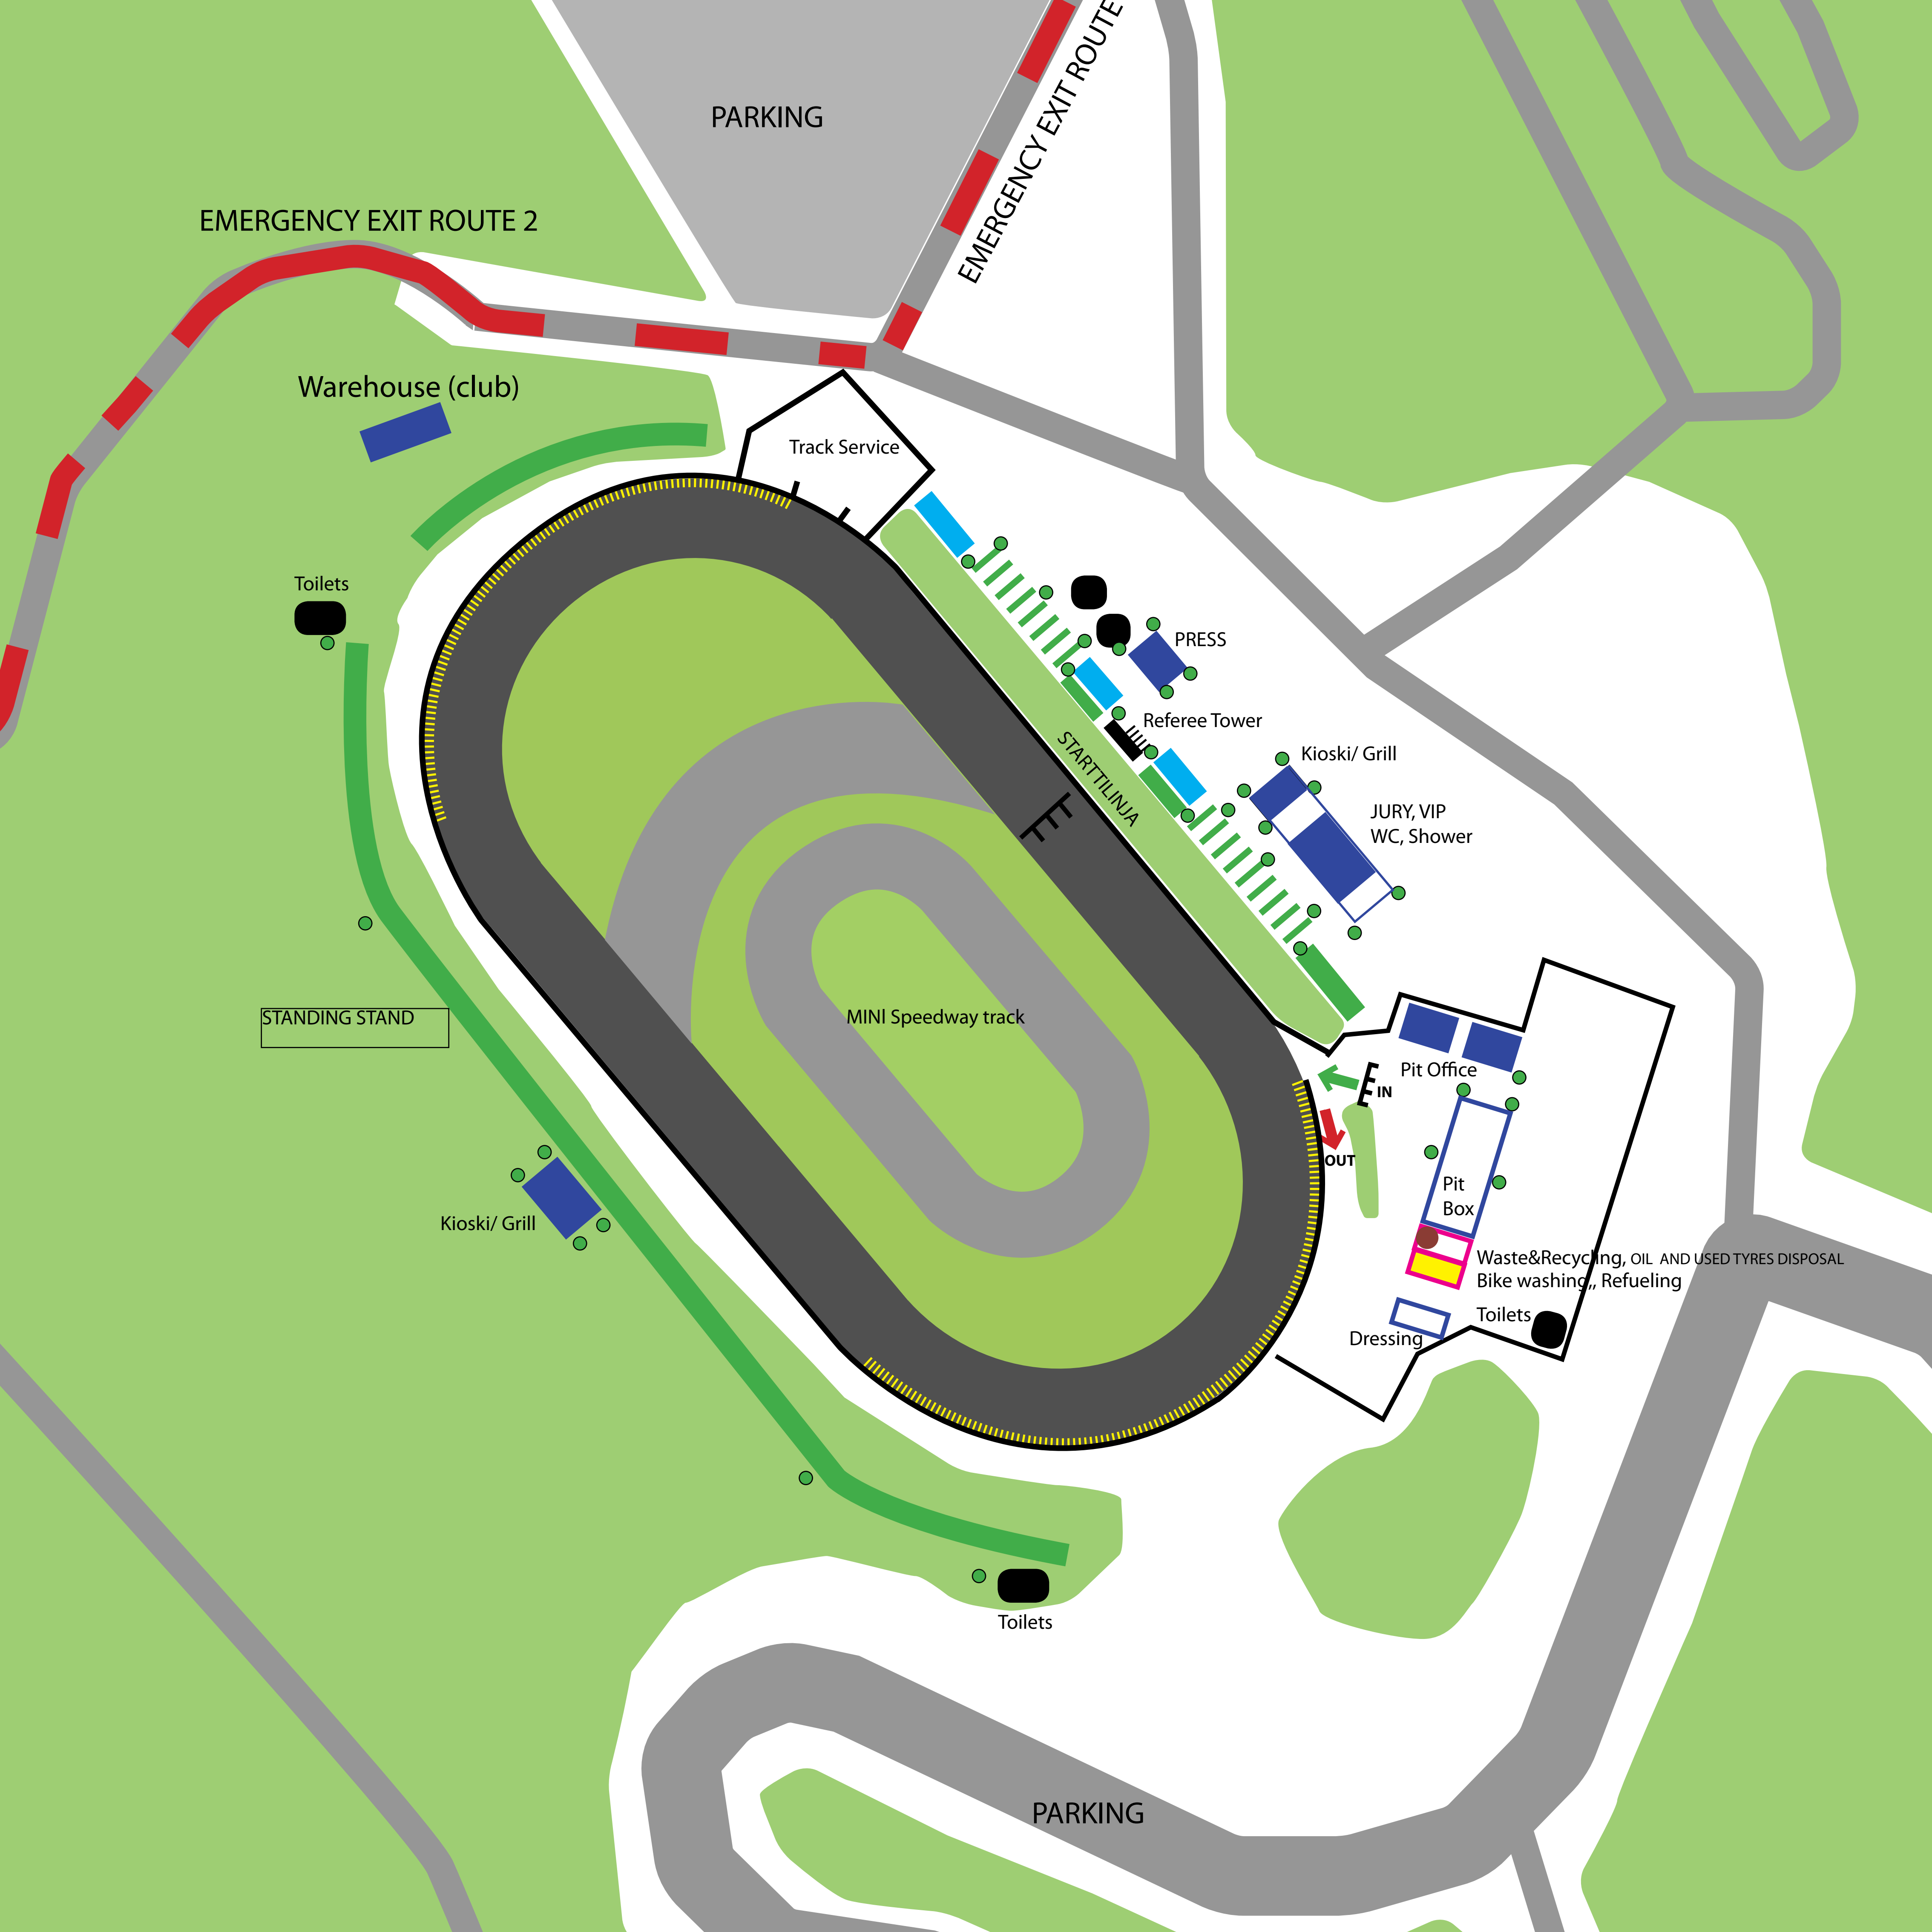 PARKING
EMERGENCY EXIT ROUTE
EMERGENCY EXIT ROUTE 2
Warehouse (club)
Track Service
Toilets
PRESS
Referee Tower
STARTTILINJA
Kioski/ Grill
JURY, VIP
WC, Shower
MINI Speedway track
STANDING STAND
Pit Office
IN
OUT
Pit
Box
Kioski/ Grill
Waste&Recycling, OIL AND USED TYRES DISPOSAL
Bike washing,, Refueling
Toilets
Dressing
Toilets
PARKING